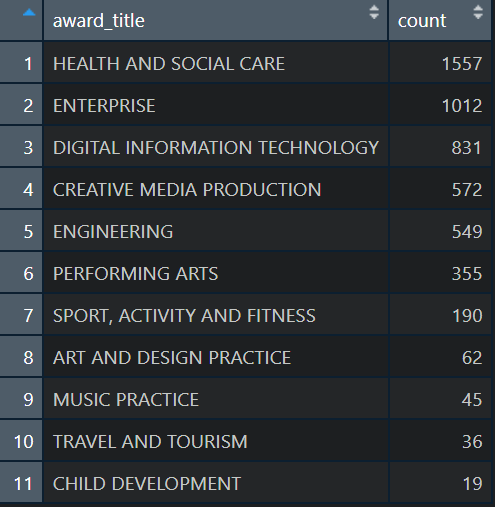 award_title count
1 HEALTH AND SOCIAL CARE 1557
2 ENTERPRISE 1012
3 DIGITAL INFORMATION TECHNOLOGY 831
4 CREATIVE MEDIA PRODUCTION 572
5 ENGINEERING 549
6 PERFORMING ARTS 355
7 SPORT, ACTIVITY AND FITNESS 190
8 ART AND DESIGN PRACTICE 62
9 MUSIC PRACTICE 45
10 TRAVEL AND TOURISM 36
11 CHILD DEVELOPMENT 19